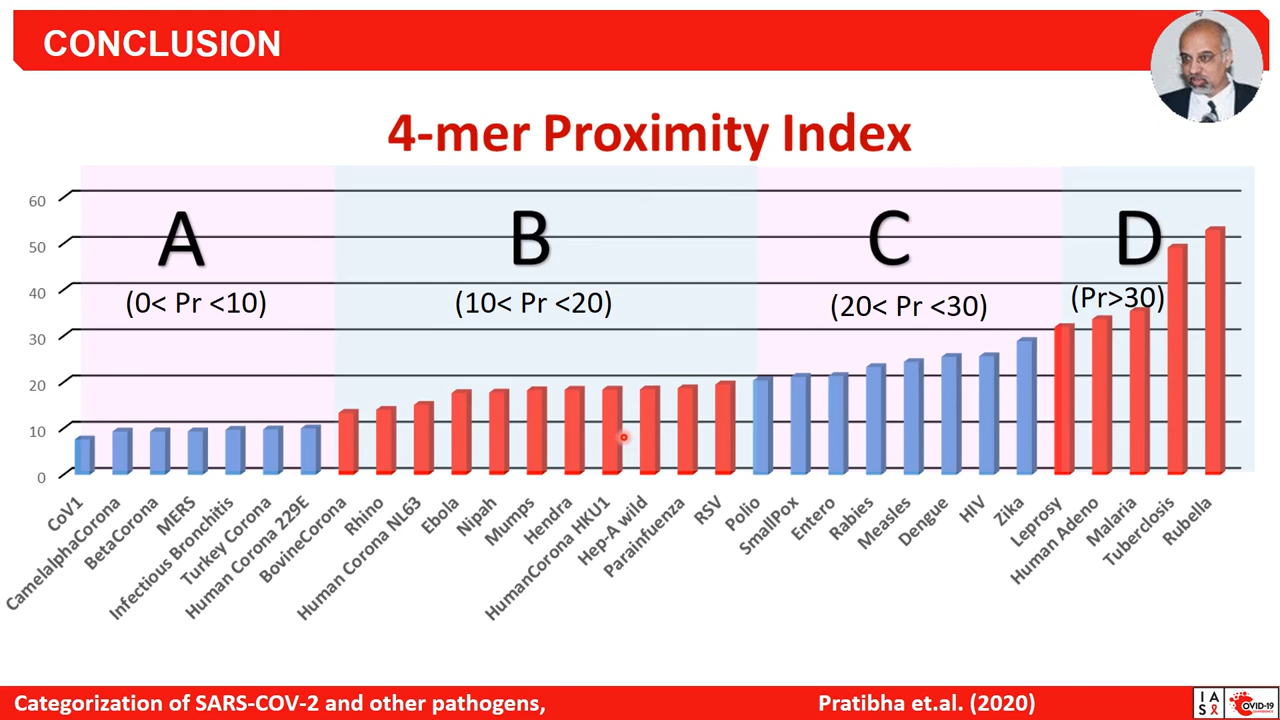 CONCLUSION
4-mer Proximity Index
60
50
40
30
20
10
0
A
B
C
D
(0< Pr <10)
(10< Pr <20)
(20< Pr <30)
(Pr>30)
CoV1
CamelalphaCorona
BetaCorona
MERS
Infectious Bronchitis
Turkey Corona
Human Corona 229E
BovineCorona
Rhino
Human Corona NL63
Ebola
Nipah
Mumps
Hendra
HumanCorona HKU1
Hep-A wild
Parainfuenza
RSV
Polio
SmallPox
Entero
Rabies
Measles
Dengue
HIV
Zika
Leprosy
Human Adeno
Malaria
Tuberclosis
Rubella
Categorization of SARS-COV-2 and other pathogens,
Pratibha et.al. (2020)
IAS
COVID-19